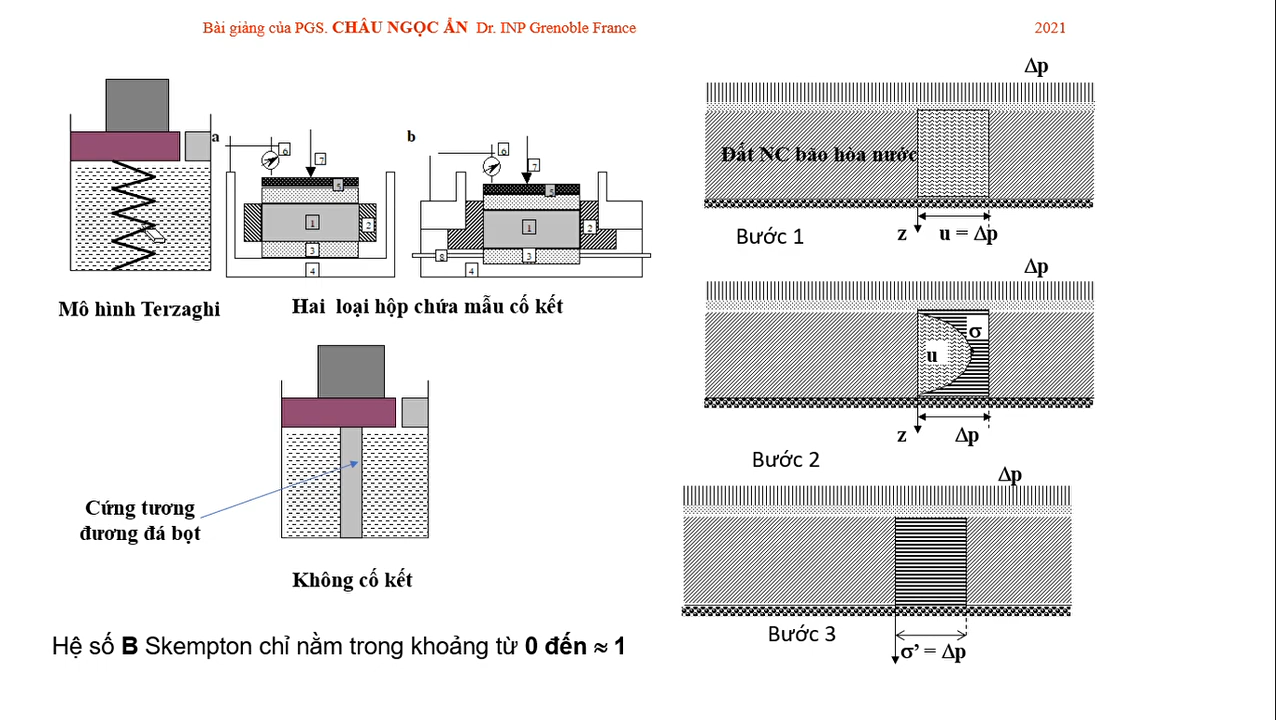 Bài giảng của PGS. CHÂU NGỌC ẨN Dr. INP Grenoble France
2021
a
6
7
5
1
2
3
4
b
6
7
5
1
2
8
3
4
Mô hình Terzaghi
Hai loại hộp chứa mẫu cố kết
Cứng tương
đương đá bọt
Không cố kết
Hệ số B Skempton chỉ nằm trong khoảng từ 0 đến ≈ 1
Δp
Đất NC bão hòa nước
Bước 1
z
u = Δp
Δp
σ
u
z
Δp
Bước 2
Δp
Bước 3
σ’ = Δp